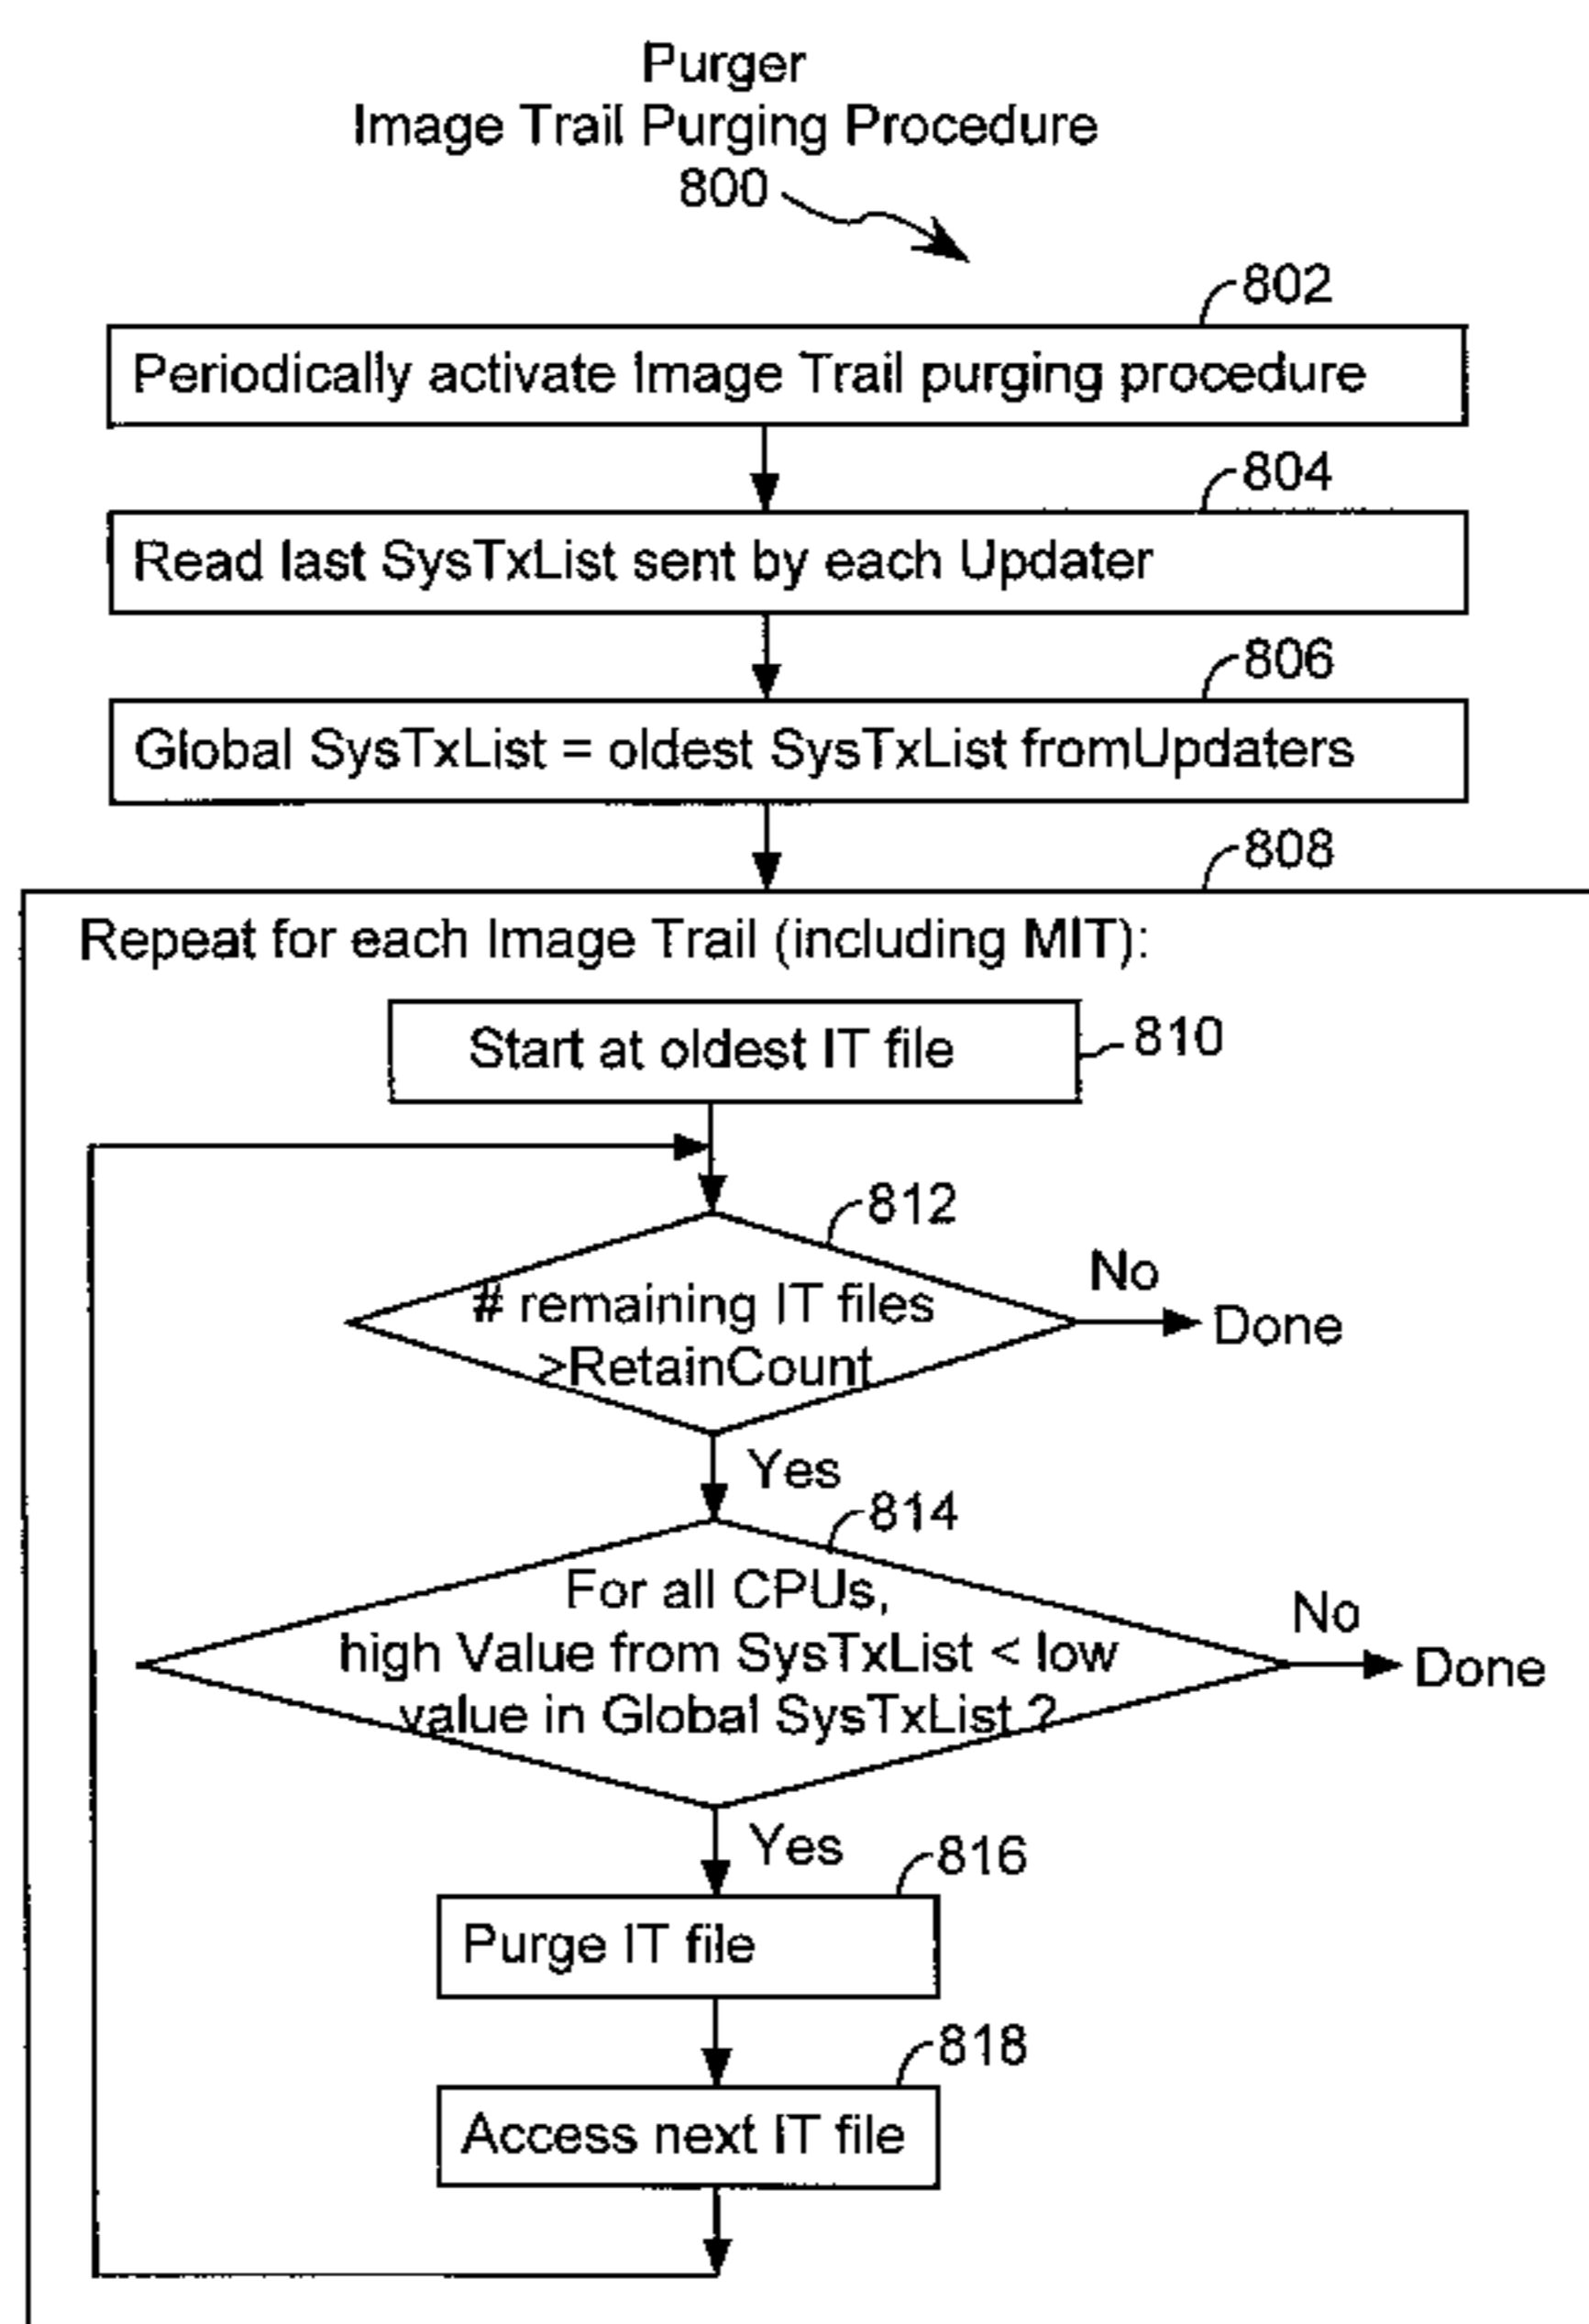 Purger
Image Trail Purging Procedure
800
802
Periodically activate Image Trail purging procedure
804
Read last SysTxList sent by each Updater
806
Global SysTxList = oldest SysTxList fromUpdaters
808
Repeat for each Image Trail (including MIT):
Start at oldest IT file
810
812
# remaining IT files
>RetainCount
No
Done
Yes
814
For all CPUs,
high Value from SysTxList < low
value in Global SysTxList ?
No
Done
Yes
816
Purge IT file
818
Access next IT file